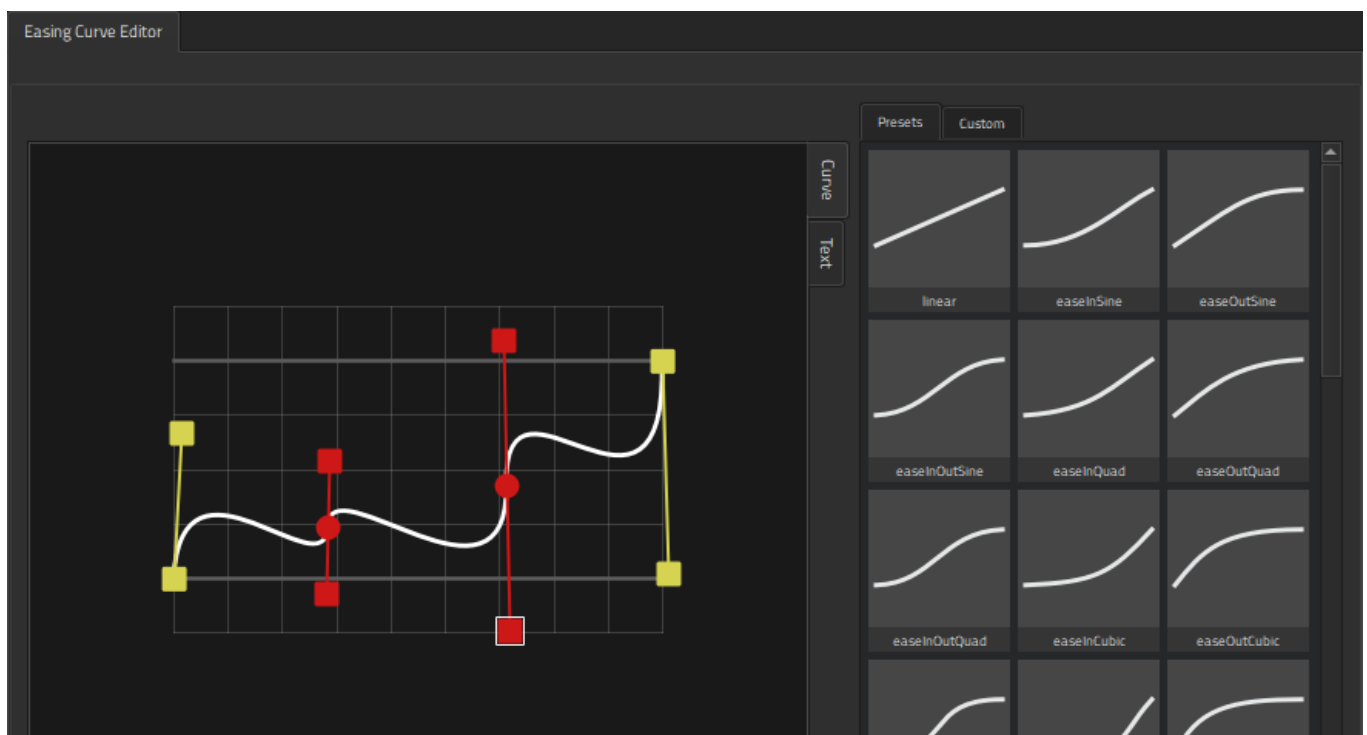 Easing Curve Editor
Curve
Text
Presets
Custom
linear
easeInSine
easeOutSine
easeInOutSine
easeInQuad
easeOutQuad
easeInOutQuad
easeInCubic
easeOutCubic